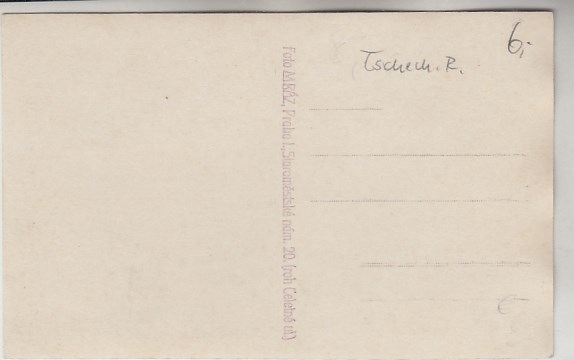 6,-
Tschech. R.
Foto MRÁZ, Praha I., Staroměstské nám. 20. (roh Celetné ul.)